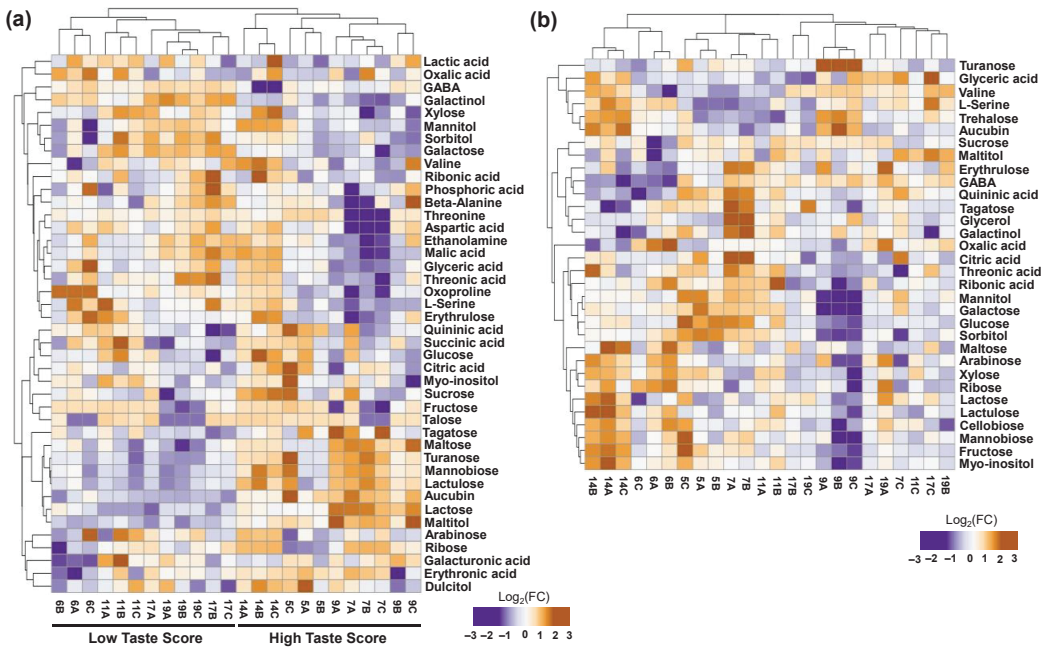 (a)
Lactic acid
Oxalic acid
GABA
Galactinol
Xylose
Mannitol
Sorbitol
Galactose
Valine
Ribonic acid
Phosphoric acid
Beta-Alanine
Threonine
Aspartic acid
Ethanolamine
Malic acid
Glyceric acid
Threonic acid
Oxoproline
L-Serine
Erythrulose
Quininic acid
Succinic acid
Glucose
Citric acid
Myo-inositol
Sucrose
Fructose
Talose
Tagatose
Maltose
Turanose
Mannobiose
Lactulose
Aucubin
Lactose
Maltitol
Arabinose
Ribose
Galacturonic acid
Erythronic acid
Dulcitol
6B 6A 6C 11A 11B 11C 17A 19A 19B 19C 17B 17C 14A 14B 14C 5C 5A 5B 9A 7A 7B 7C 9B 9C
Low Taste Score High Taste Score
Log2(FC)
−3 −2 −1 0 1 2 3
(b)
Turanose
Glyceric acid
Valine
L-Serine
Trehalose
Aucubin
Sucrose
Maltitol
Erythrulose
GABA
Quininic acid
Tagatose
Glycerol
Galactinol
Oxalic acid
Citric acid
Threonic acid
Ribonic acid
Mannitol
Galactose
Glucose
Sorbitol
Maltose
Arabinose
Xylose
Ribose
Lactose
Lactulose
Cellobiose
Mannobiose
Fructose
Myo-inositol
14B 14A 14C 6C 6A 6B 5C 5A 5B 7A 7B 11A 11B 17B 19C 9A 9B 9C 17A 19A 7C 11C 17C 19B
Log2(FC)
−3 −2 −1 0 1 2 3